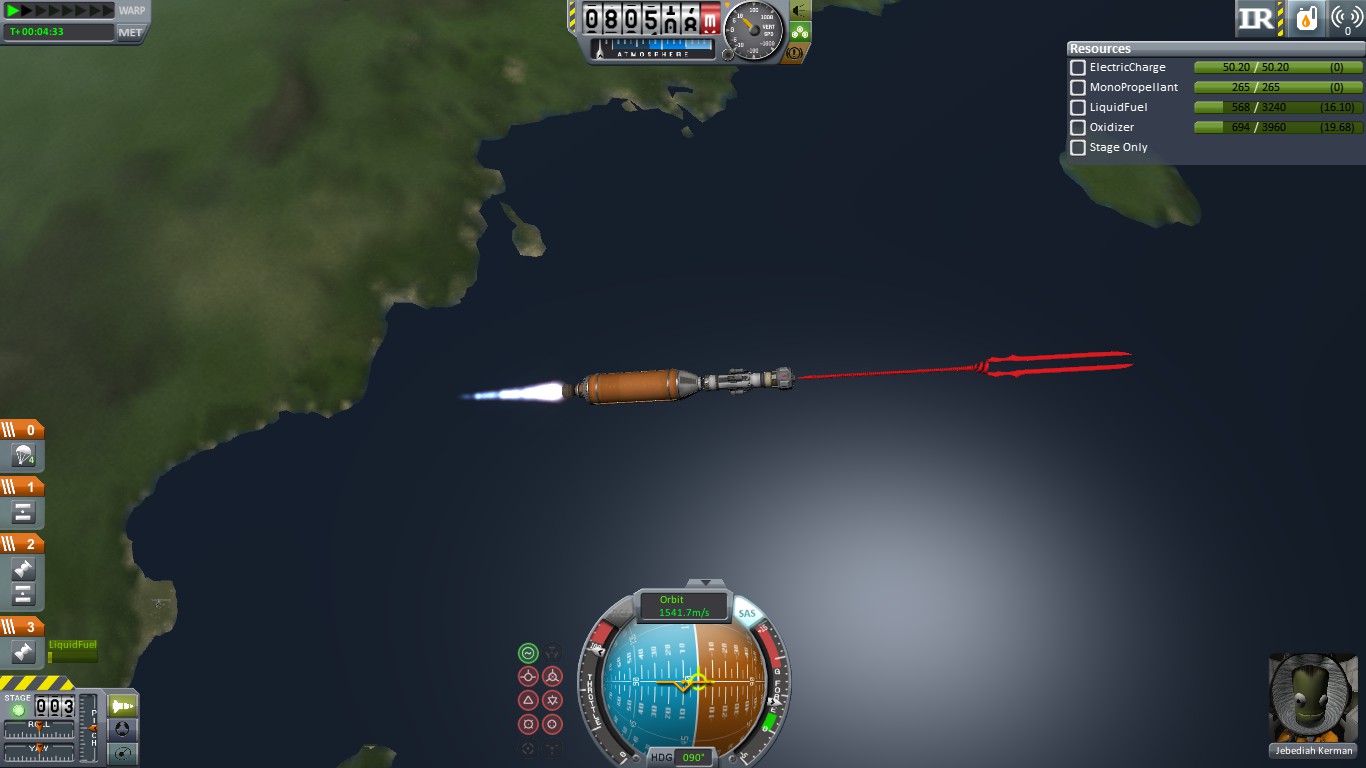 WARP
T+ 00:04:33
MET
0805 m
ATMOSPHERE
IR
0
Resources
ElectricCharge 50.20 / 50.20 (0)
MonoPropellant 265 / 265 (0)
LiquidFuel 568 / 3240 (16.10)
Oxidizer 694 / 3960 (19.68)
Stage Only
0
4
1
2
3
LiquidFuel
STAGE
003
ROLL
YAW
PITCH
Orbit
1541.7m/s
SAS
THROTTLE
G FORCE
HDG 090°
Jebediah Kerman